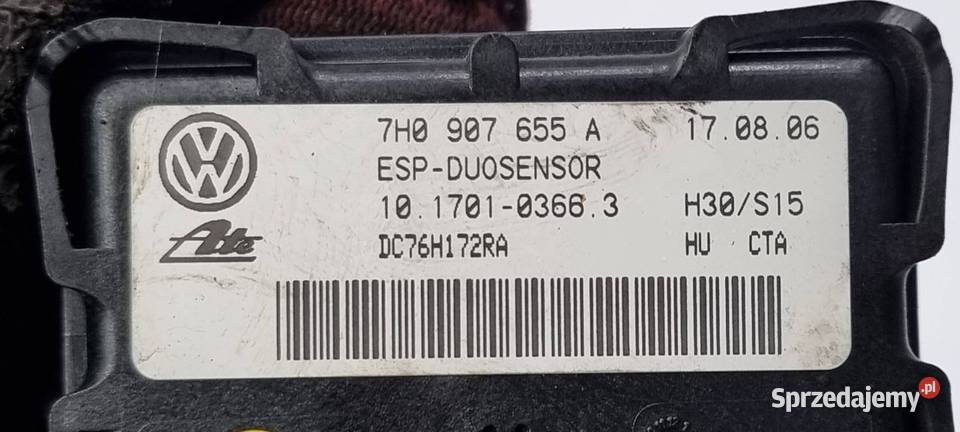 7H0 907 655 A 17.08.06
ESP-DUOSENSOR
10.1701-0366.3 H30/S15
Ate DC76H172RA HU CTA
Sprzedajemy.pl